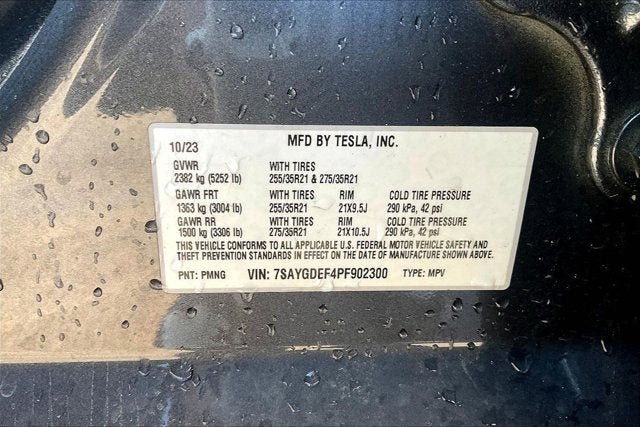 10/23 MFD BY TESLA, INC.
GVWR WITH TIRES
2382 kg (5252 lb) 255/35R21 & 275/35R21
GAWR FRT WITH TIRES RIM COLD TIRE PRESSURE
1363 kg (3004 lb) 255/35R21 21X9.5J 290 kPa, 42 psi
GAWR RR WITH TIRES RIM COLD TIRE PRESSURE
1500 kg (3306 lb) 275/35R21 21X10.5J 290 kPa, 42 psi
THIS VEHICLE CONFORMS TO ALL APPLICABLE U.S. FEDERAL MOTOR VEHICLE SAFETY AND
THEFT PREVENTION STANDARDS IN EFFECT ON THE DATE OF MANUFACTURE SHOWN ABOVE.
PNT: PMNG VIN: 7SAYGDEF4PF902300 TYPE: MPV